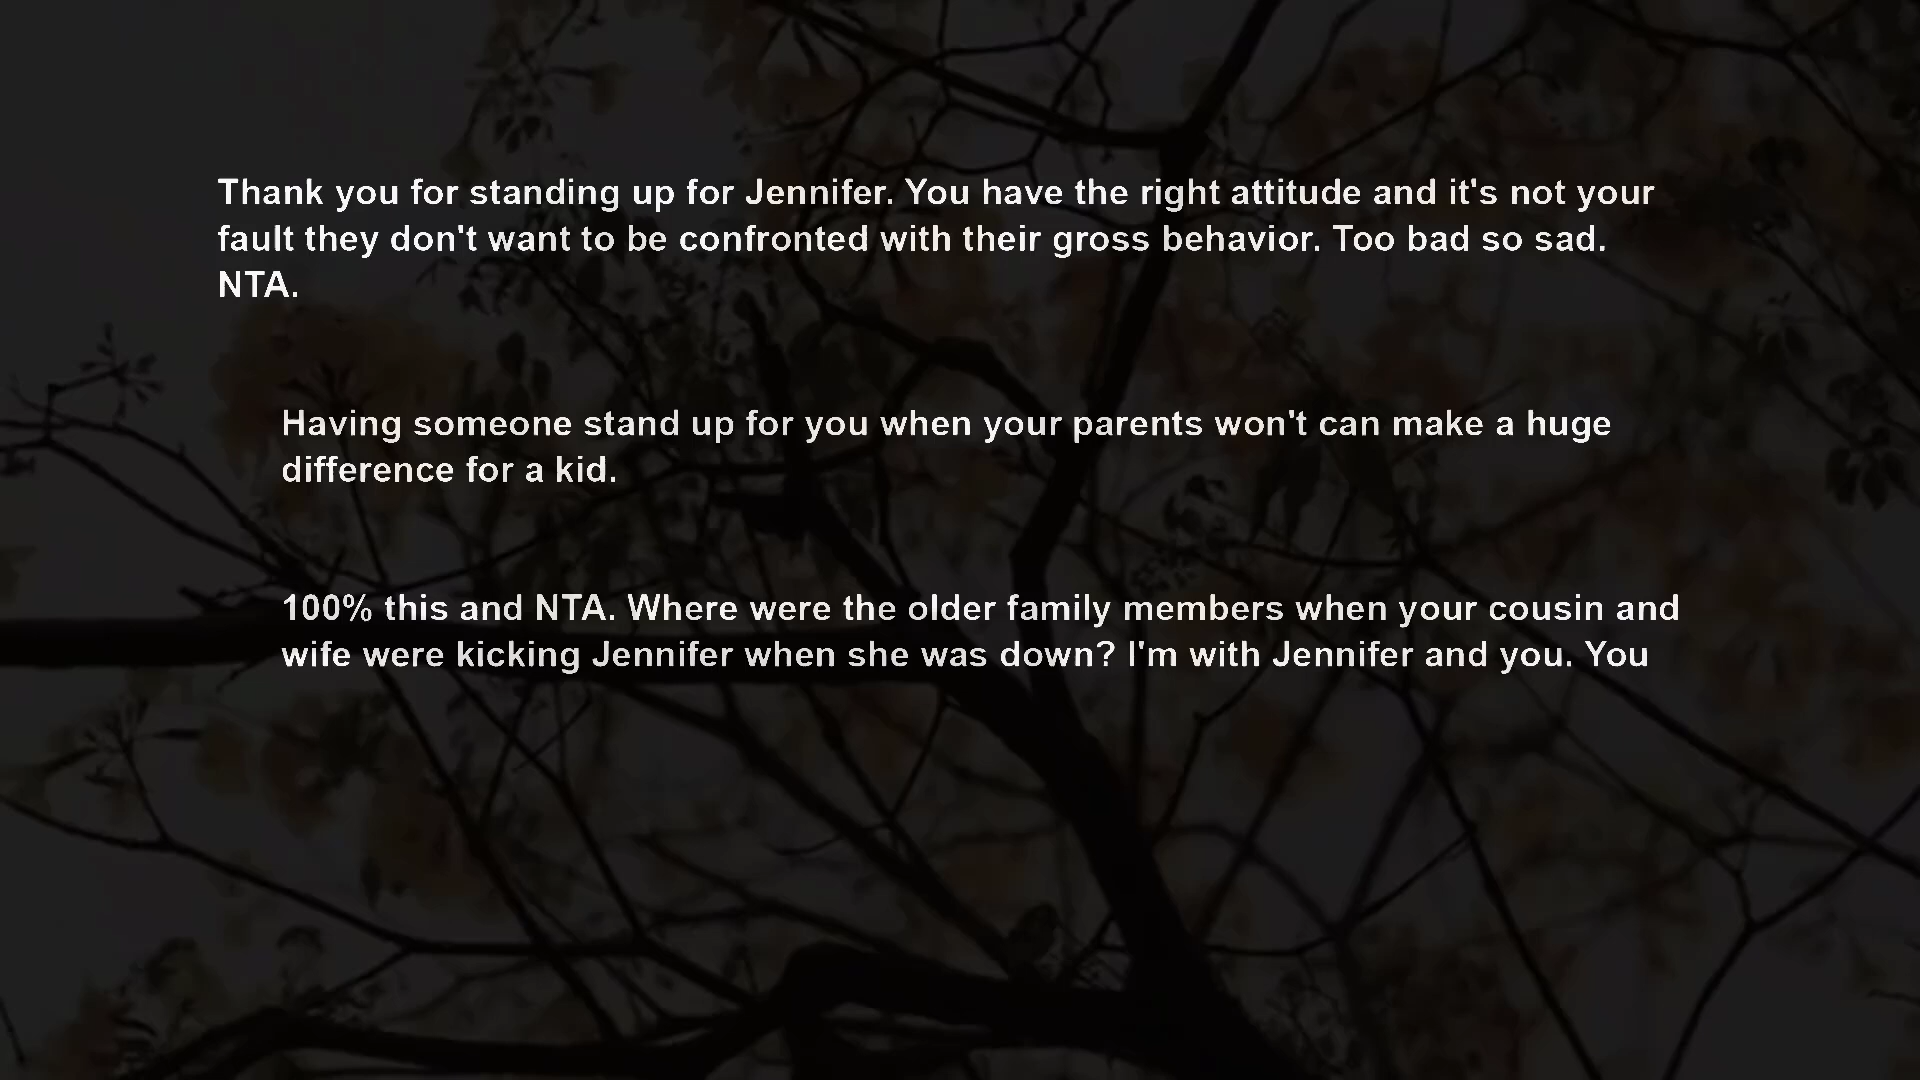 Thank you for standing up for Jennifer. You have the right attitude and it's not your
fault they don't want to be confronted with their gross behavior. Too bad so sad.
NTA.
Having someone stand up for you when your parents won't can make a huge
difference for a kid.
100% this and NTA. Where were the older family members when your cousin and
wife were kicking Jennifer when she was down? I'm with Jennifer and you. You